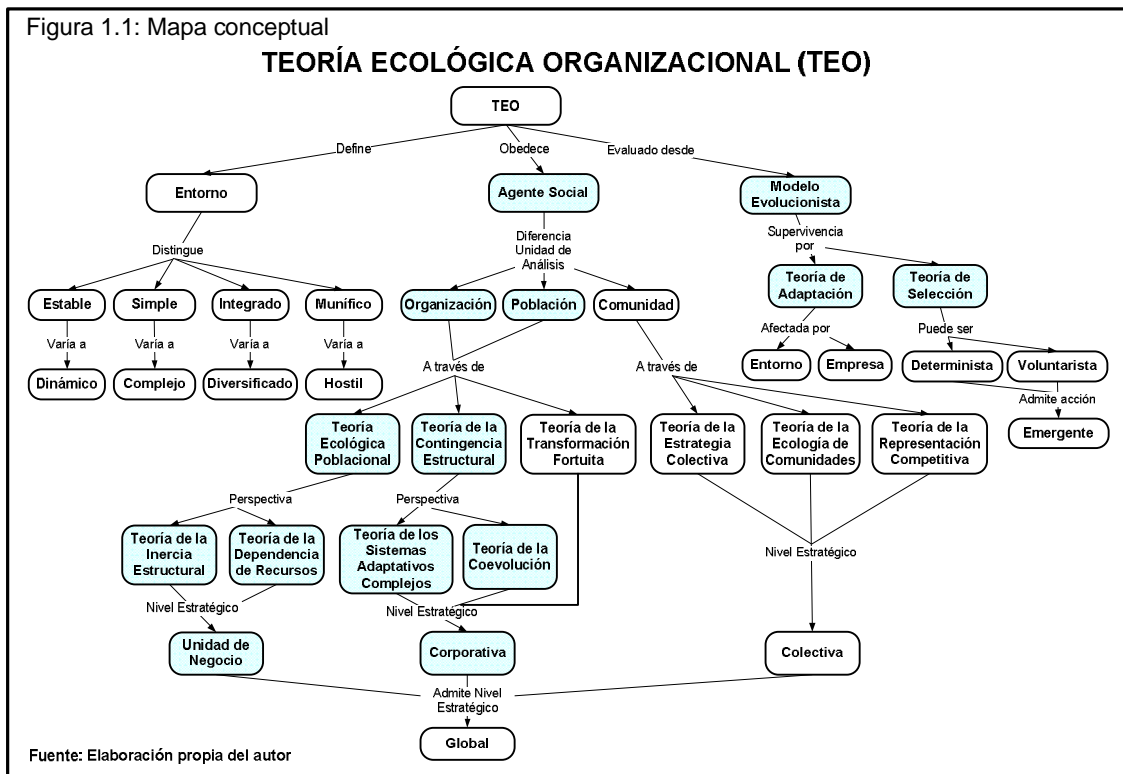 Figura 1.1: Mapa conceptual
TEORÍA ECOLÓGICA ORGANIZACIONAL (TEO)
TEO
Define
Obedece
Evaluado desde
Entorno
Agente Social
Modelo
Evolucionista
Distingue
Diferencia
Unidad de
Análisis
Supervivencia
por
Estable
Simple
Integrado
Munífico
Organización
Población
Comunidad
Teoría de
Adaptación
Teoría de
Selección
Varía a
Varía a
Varía a
Varía a
Afectada por
Puede ser
Dinámico
Complejo
Diversificado
Hostil
A través de
A través de
Entorno
Empresa
Determinista
Voluntarista
Admite acción
Emergente
Teoría
Ecológica
Poblacional
Teoría de la
Contingencia
Estructural
Teoría de la
Transformación
Fortuita
Teoría de la
Estrategia
Colectiva
Teoría de la
Ecología de
Comunidades
Teoría de la
Representación
Competitiva
Perspectiva
Perspectiva
Teoría de la
Inercia
Estructural
Teoría de la
Dependencia
de Recursos
Teoría de los
Sistemas
Adaptativos
Complejos
Teoría de la
Coevolución
Nivel Estratégico
Nivel Estratégico
Nivel Estratégico
Unidad de
Negocio
Corporativa
Colectiva
Admite Nivel
Estratégico
Global
Fuente: Elaboración propia del autor